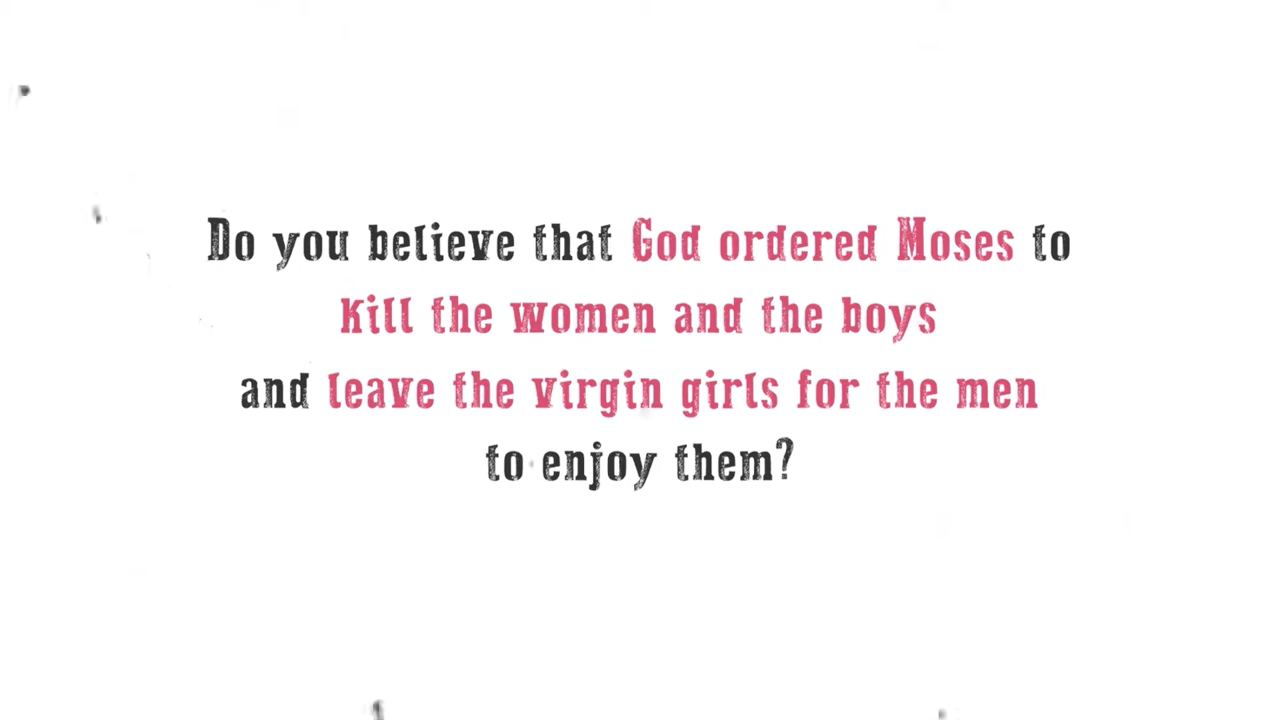 Do you believe that God ordered Moses to
Kill the women and the boys
and leave the virgin girls for the men
to enjoy them?